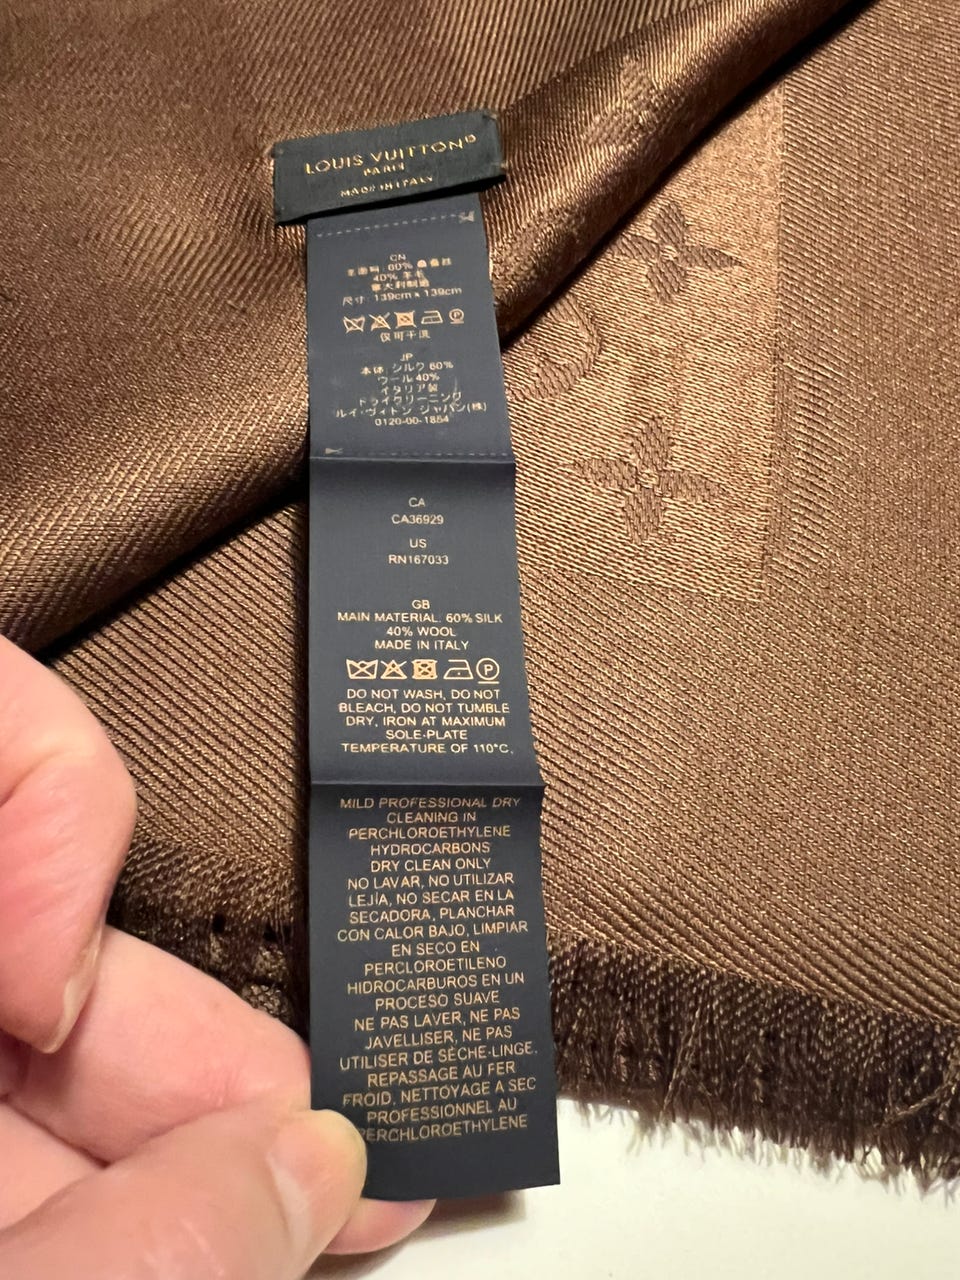 LOUIS VUITTON®
PARIS
MADE IN ITALY
CN
60%
40% 羊毛
意大利制造
尺寸: 139cm x 139cm
仅可干洗
JP
本体: シルク 60%
ウール 40%
イタリア製
ドライクリーニング
ルイ・ヴィトン ジャパン(株)
0120-00-1854
CA
CA36929
US
RN167033
GB
MAIN MATERIAL. 60% SILK
40% WOOL
MADE IN ITALY
P
DO NOT WASH, DO NOT
BLEACH, DO NOT TUMBLE
DRY, IRON AT MAXIMUM
SOLE-PLATE
TEMPERATURE OF 110°C.
MILD PROFESSIONAL DRY
CLEANING IN
PERCHLOROETHYLENE
HYDROCARBONS
DRY CLEAN ONLY
NO LAVAR, NO UTILIZAR
LEJÍA, NO SECAR EN LA
SECADORA, PLANCHAR
CON CALOR BAJO, LIMPIAR
EN SECO EN
PERCLOROETILENO
HIDROCARBUROS EN UN
PROCESO SUAVE
NE PAS LAVER, NE PAS
JAVELLISER, NE PAS
UTILISER DE SÈCHE-LINGE.
REPASSAGE AU FER
FROID, NETTOYAGE A SEC
PROFESSIONNEL AU
PERCHLOROETHYLENE